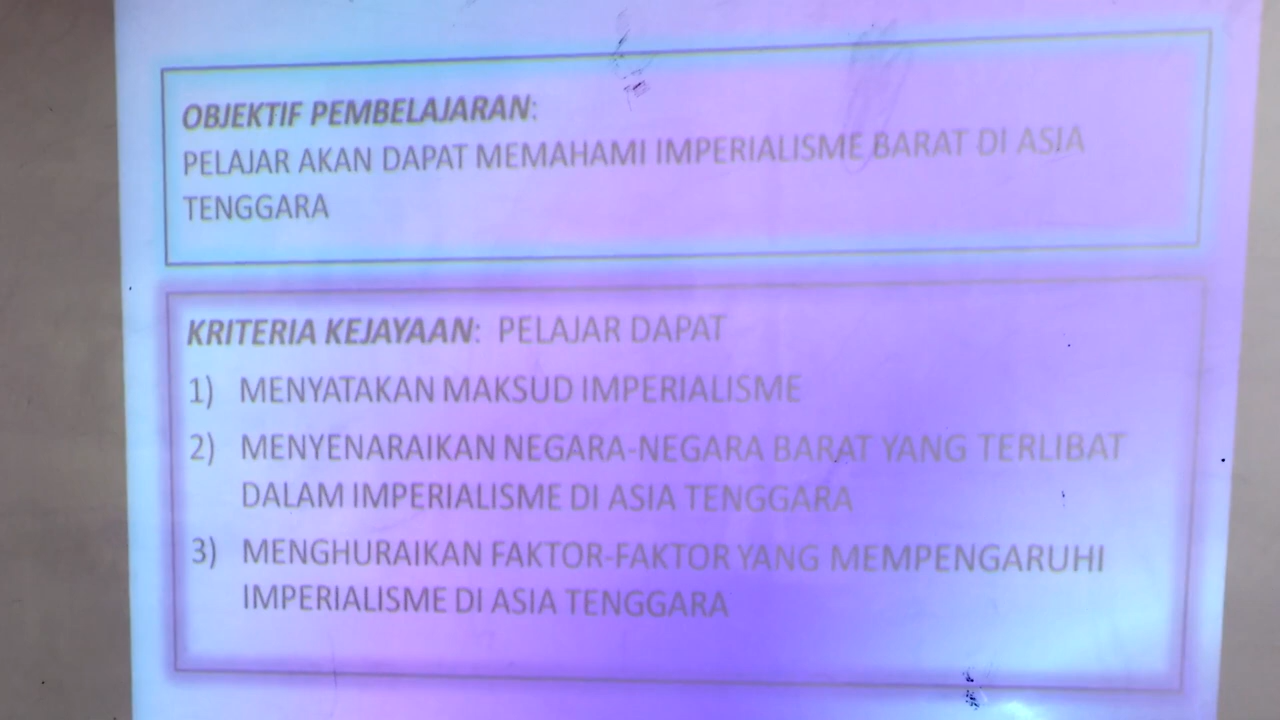 OBJEKTIF PEMBELAJARAN:
PELAJAR AKAN DAPAT MEMAHAMI IMPERIALISME BARAT DI ASIA
TENGGARA
KRITERIA KEJAYAAN: PELAJAR DAPAT
1) MENYATAKAN MAKSUD IMPERIALISME
2) MENYENARAIKAN NEGARA-NEGARA BARAT YANG TERLIBAT
DALAM IMPERIALISME DI ASIA TENGGARA
3) MENGHURAIKAN FAKTOR-FAKTOR YANG MEMPENGARUHI
IMPERIALISME DI ASIA TENGGARA